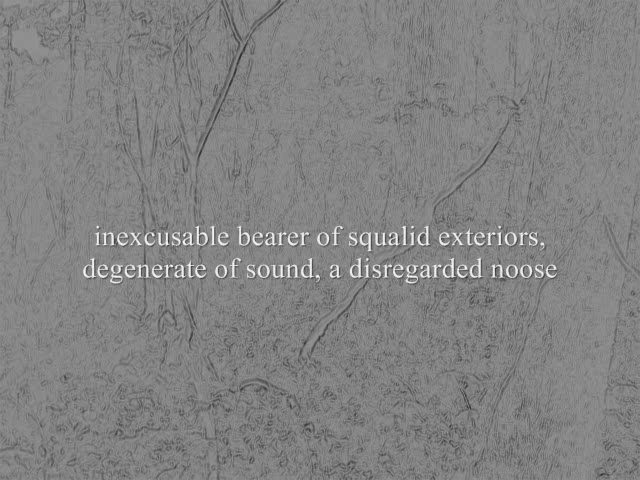 inexcusable bearer of squalid exteriors,
degenerate of sound, a disregarded noose